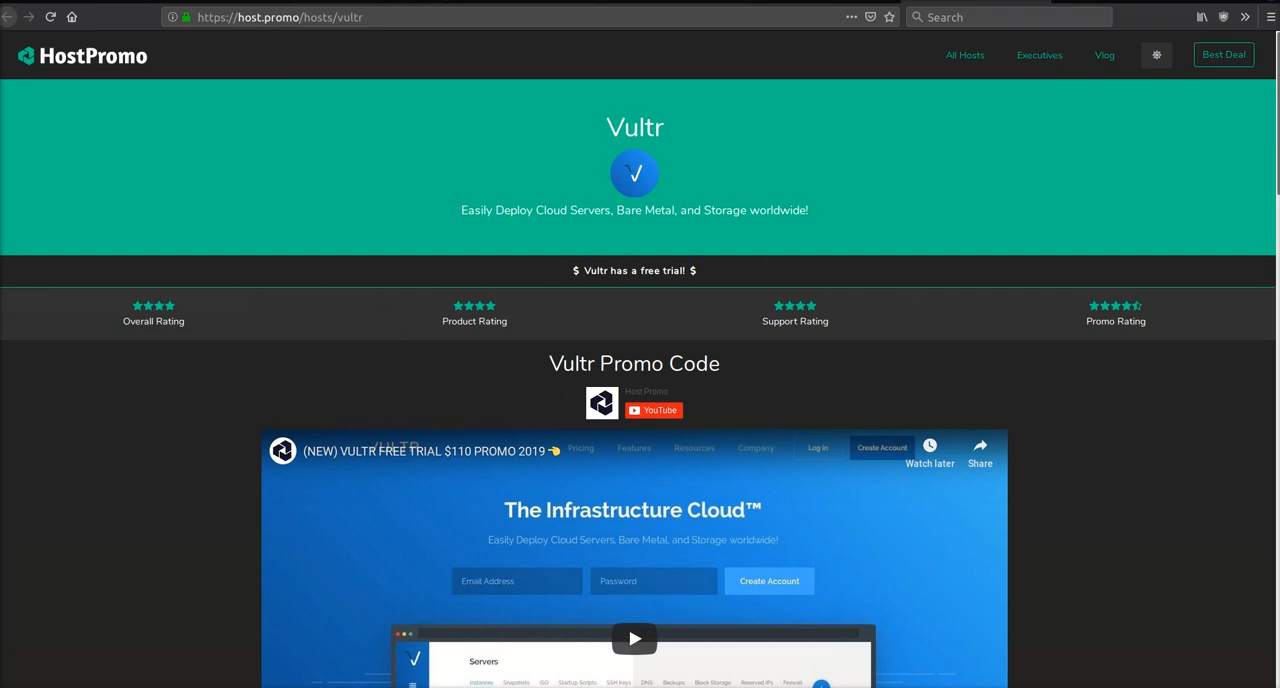 https://host.promo/hosts/vultr
Search
HostPromo
All Hosts
Executives
Vlog
Best Deal
Vultr
Easily Deploy Cloud Servers, Bare Metal, and Storage worldwide!
$ Vultr has a free trial! $
Overall Rating
Product Rating
Support Rating
Promo Rating
Vultr Promo Code
Host Promo
YouTube
(NEW) VULTR FREE TRIAL $110 PROMO 2019 👈
VULTR
Pricing
Features
Resources
Company
Log In
Create Account
Watch later
Share
The Infrastructure Cloud™
Easily Deploy Cloud Servers, Bare Metal, and Storage worldwide!
Email Address
Password
Create Account
Servers
Instances
Snapshots
ISO
Startup Scripts
SSH Keys
DNS
Backups
Block Storage
Reserved IPs
Firewall